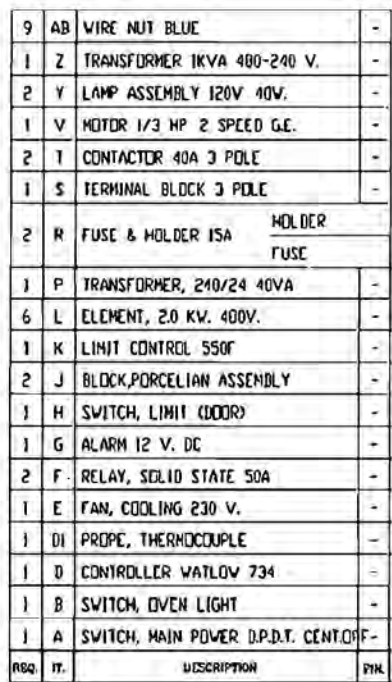 9 AB WIRE NUT BLUE -
1 Z TRANSFORMER 1KVA 480-240 V. -
2 Y LAMP ASSEMBLY 120V 40W. -
1 V MOTOR 1/3 HP 2 SPEED G.E. -
2 T CONTACTOR 40A 3 POLE -
1 S TERMINAL BLOCK 3 POLE -
2 R FUSE & HOLDER 15A HOLDER
FUSE
1 P TRANSFORMER, 240/24 40VA -
6 L ELEMENT, 2.0 KW. 480V. -
1 K LIMIT CONTROL 550F -
2 J BLOCK,PORCELIAN ASSEMBLY -
1 H SWITCH, LIMIT (DOOR) -
1 G ALARM 12 V. DC -
2 F RELAY, SOLID STATE 50A -
1 E FAN, COOLING 230 V. -
1 D1 PROPE, THERMOCOUPLE -
1 D CONTROLLER WATLOW 734 -
1 B SWITCH, OVEN LIGHT -
1 A SWITCH, MAIN POWER D.P.D.T. CENT.OFF -
REQ. IT. DESCRIPTION P\N.